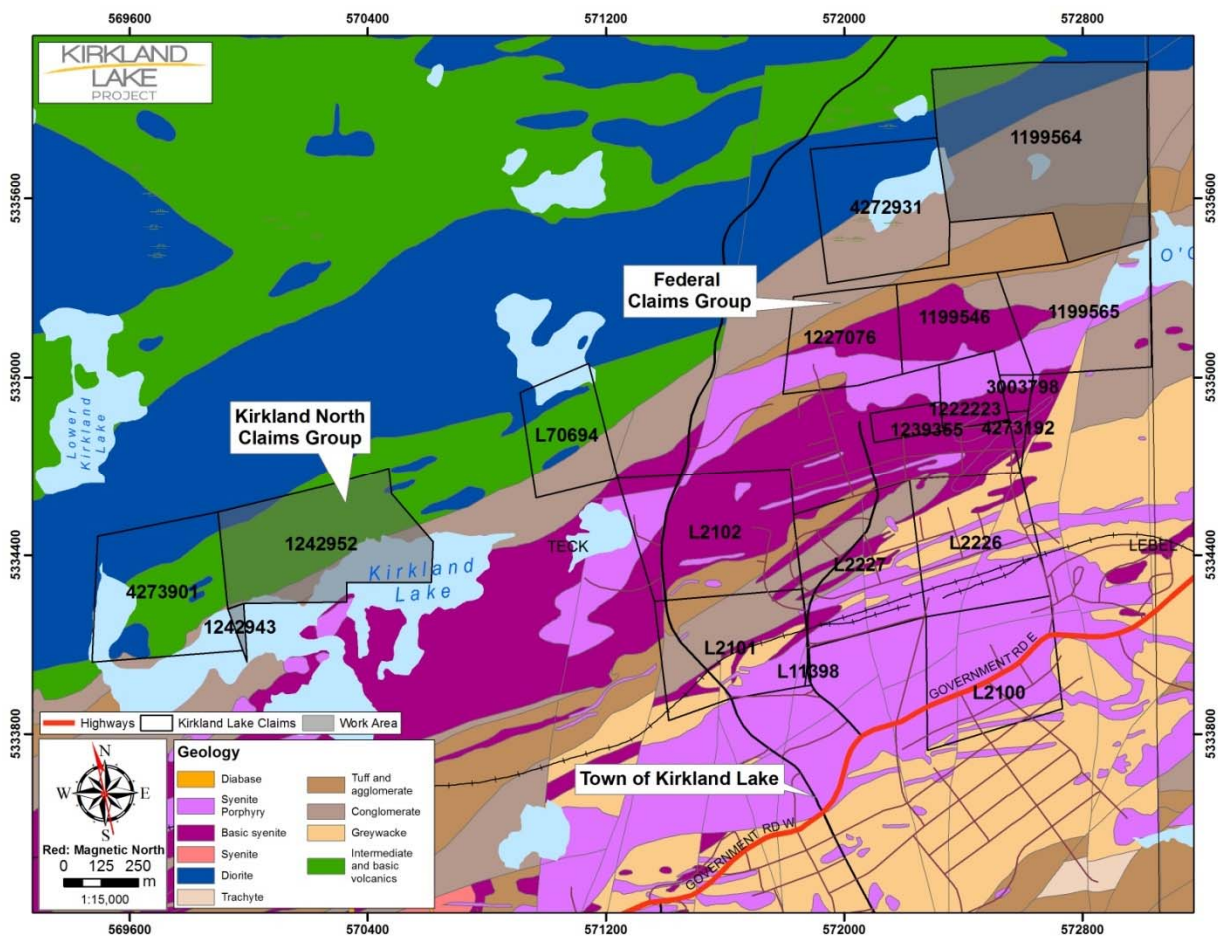 569600 570400 571200 572000 572800
KIRKLAND
LAKE
PROJECT
1199564
5335600
5335600
4272931
O'
Federal
Claims Group
1199546
1199565
1227076
5335000
5335000
3003798
Kirkland North
Claims Group
Lower
Kirkland
Lake
L70694
1222223
1239365
4273192
5334400
5334400
1242952
TECK
L2102
L2226
LEBEL
L2227
Kirkland
Lake
4273901
1242943
L2101
L11398
GOVERNMENT RD E
L2100
Highways Kirkland Lake Claims Work Area
5333800
5333800
Town of Kirkland Lake
GOVERNMENT RD W
N
W E
S
Red: Magnetic North
0 125 250
m
1:15,000
Geology
Diabase
Syenite
Porphyry
Basic syenite
Syenite
Diorite
Trachyte
Tuff and
agglomerate
Conglomerate
Greywacke
Intermediate
and basic
volcanics
569600 570400 571200 572000 572800